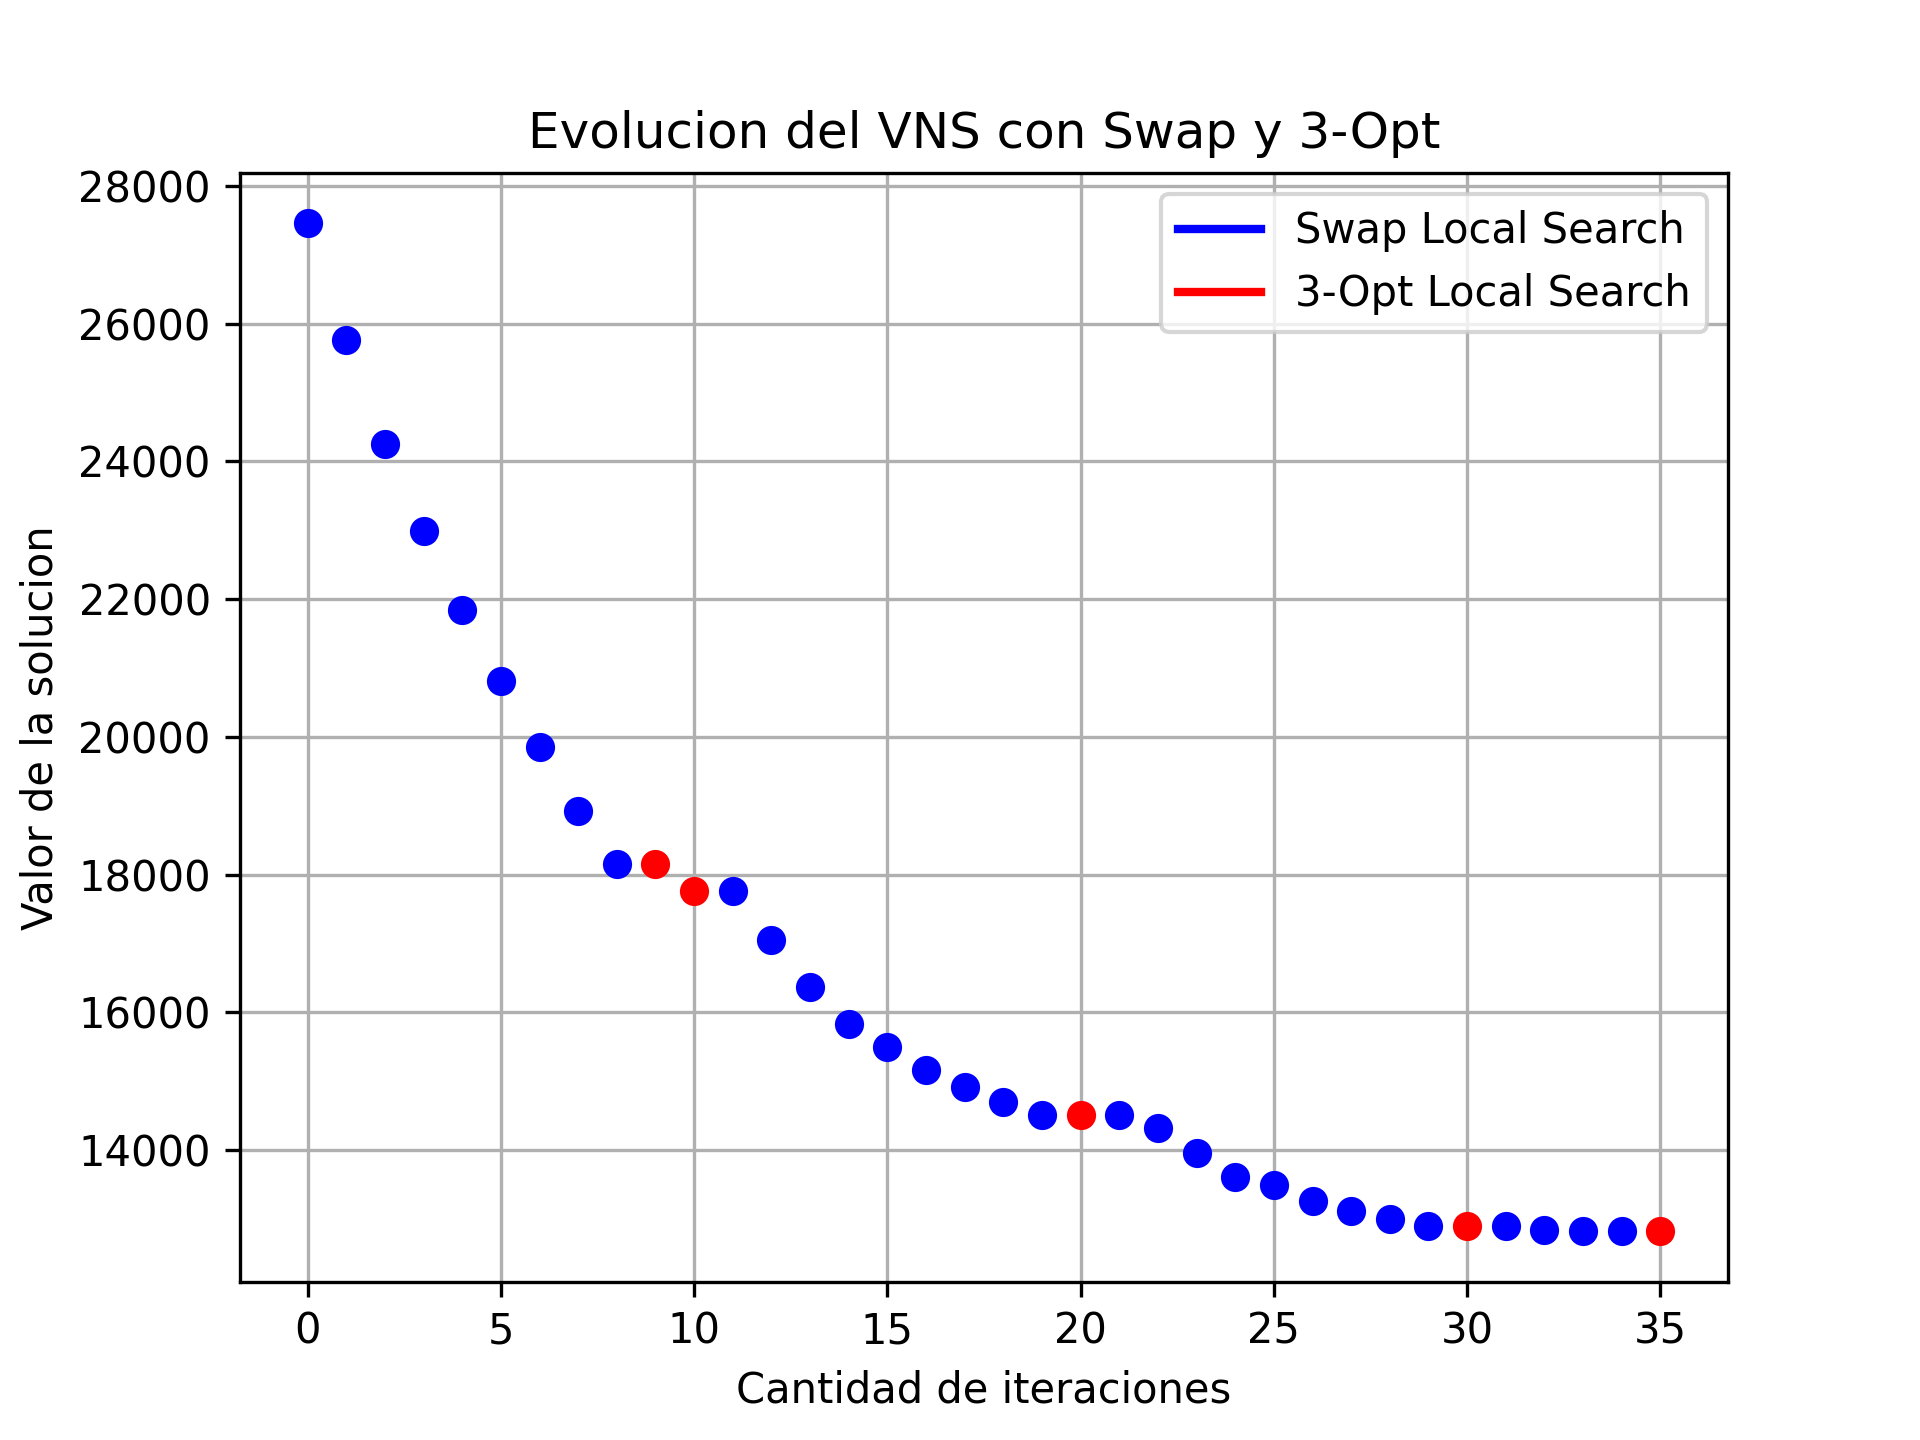 Evolucion del VNS con Swap y 3-Opt
28000
26000
24000
22000
20000
18000
16000
14000
Valor de la solucion
Swap Local Search
3-Opt Local Search
0 5 10 15 20 25 30 35
Cantidad de iteraciones